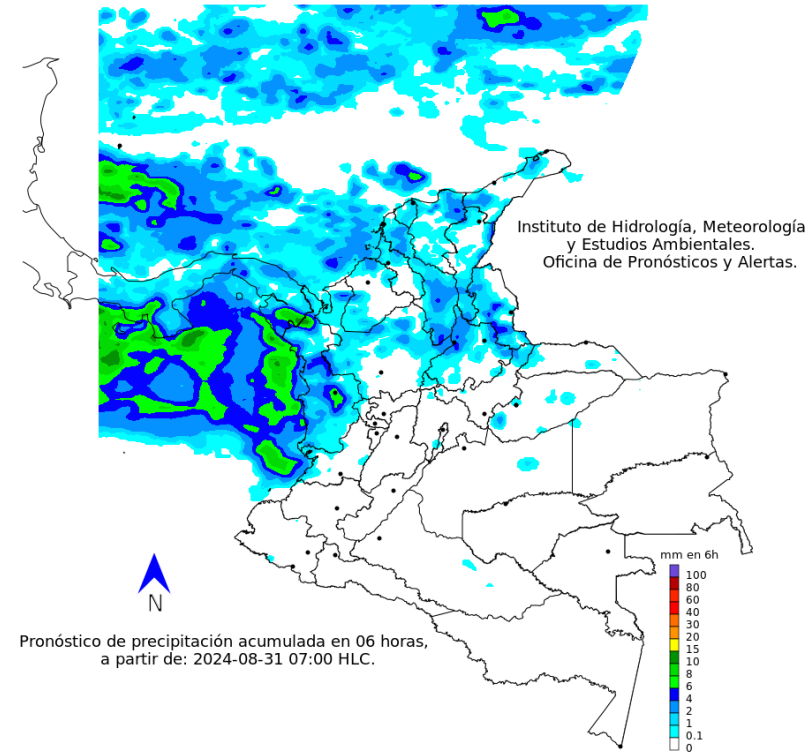 Instituto de Hidrología, Meteorología
y Estudios Ambientales.
Oficina de Pronósticos y Alertas.
mm en 6h
100
80
60
40
30
20
15
10
8
6
4
2
1
0.1
0
N
Pronóstico de precipitación acumulada en 06 horas,
a partir de: 2024-08-31 07:00 HLC.